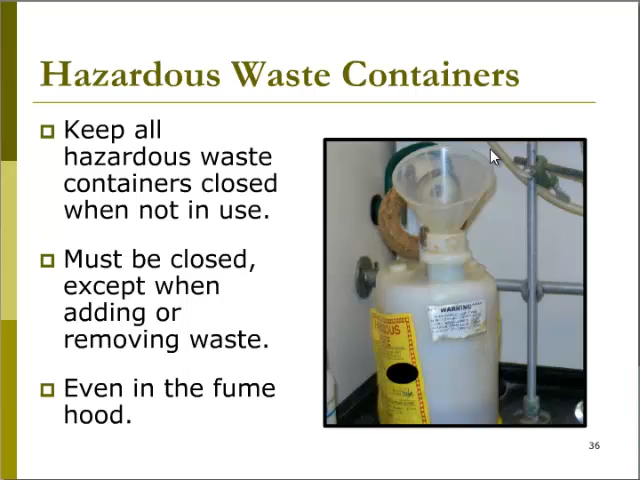 Hazardous Waste Containers
Keep all
hazardous waste
containers closed
when not in use.
Must be closed,
except when
adding or
removing waste.
Even in the fume
hood.
WARNING
36